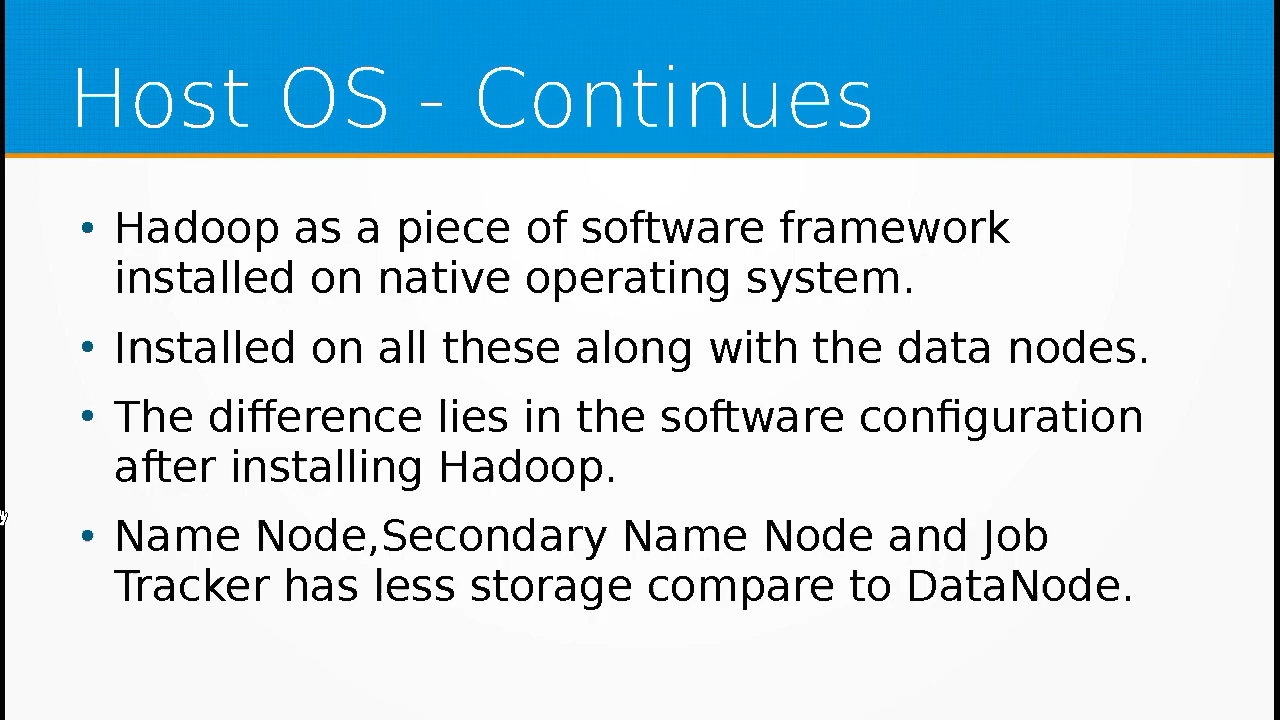 Host OS - Continues
• Hadoop as a piece of software framework
installed on native operating system.
• Installed on all these along with the data nodes.
• The difference lies in the software configuration
after installing Hadoop.
• Name Node,Secondary Name Node and Job
Tracker has less storage compare to DataNode.